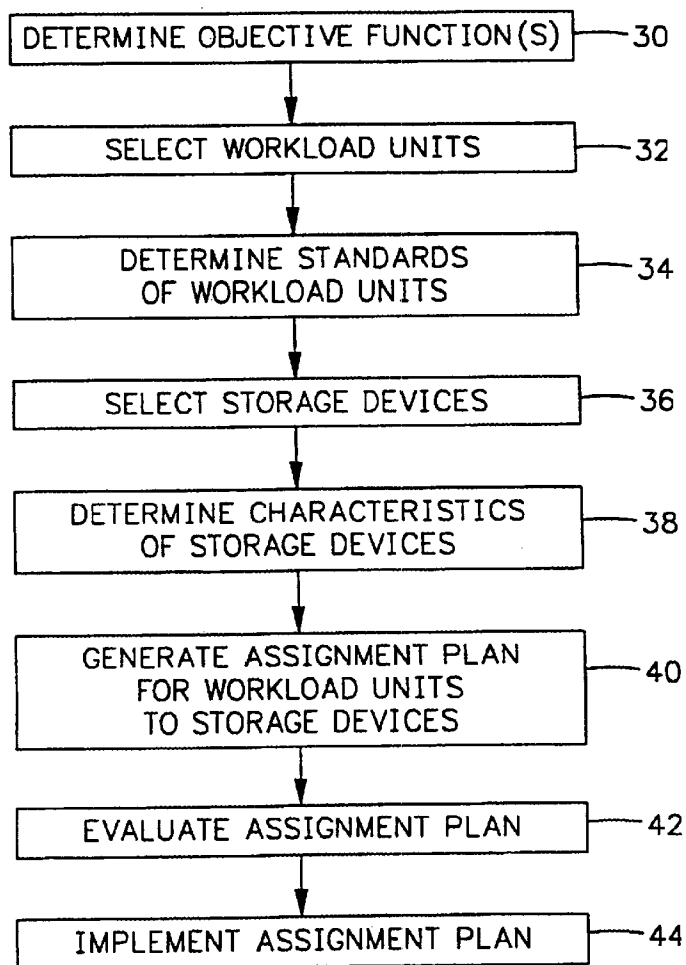 DETERMINE OBJECTIVE FUNCTION(S) 30
SELECT WORKLOAD UNITS 32
DETERMINE STANDARDS
OF WORKLOAD UNITS 34
SELECT STORAGE DEVICES 36
DETERMINE CHARACTERISTICS
OF STORAGE DEVICES 38
GENERATE ASSIGNMENT PLAN
FOR WORKLOAD UNITS 40
TO STORAGE DEVICES
EVALUATE ASSIGNMENT PLAN 42
IMPLEMENT ASSIGNMENT PLAN 44